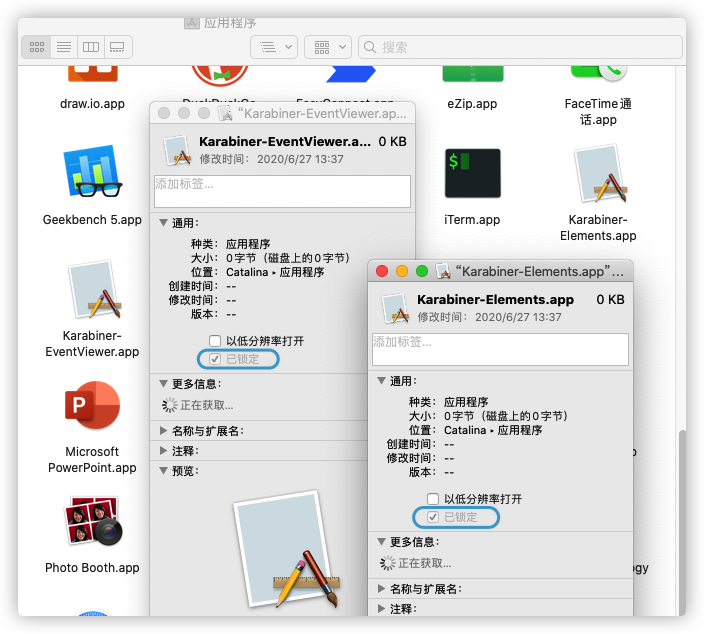 应用程序
搜索
draw.io.app
DuckDuckGo
EasyConnect.app
eZip.app
FaceTime 通
话.app
Geekbench 5.app
iTerm.app
Karabiner-
Elements.app
Karabiner-
EventViewer.app
Microsoft
PowerPoint.app
Photo Booth.app
“Karabiner-EventViewer.ap...
Karabiner-EventViewer.a... 0 KB
修改时间： 2020/6/27 13:37
添加标签...
通用：
种类： 应用程序
大小： 0字节（磁盘上的0字节）
位置： Catalina ▸ 应用程序
创建时间： --
修改时间： --
版本： --
以低分辨率打开
已锁定
更多信息：
正在获取...
名称与扩展名：
注释：
预览：
“Karabiner-Elements.app”...
Karabiner-Elements.app 0 KB
修改时间： 2020/6/27 13:37
添加标签...
通用：
种类： 应用程序
大小： 0字节（磁盘上的0字节）
位置： Catalina ▸ 应用程序
创建时间： --
修改时间： --
版本： --
以低分辨率打开
已锁定
更多信息：
正在获取...
名称与扩展名：
注释：